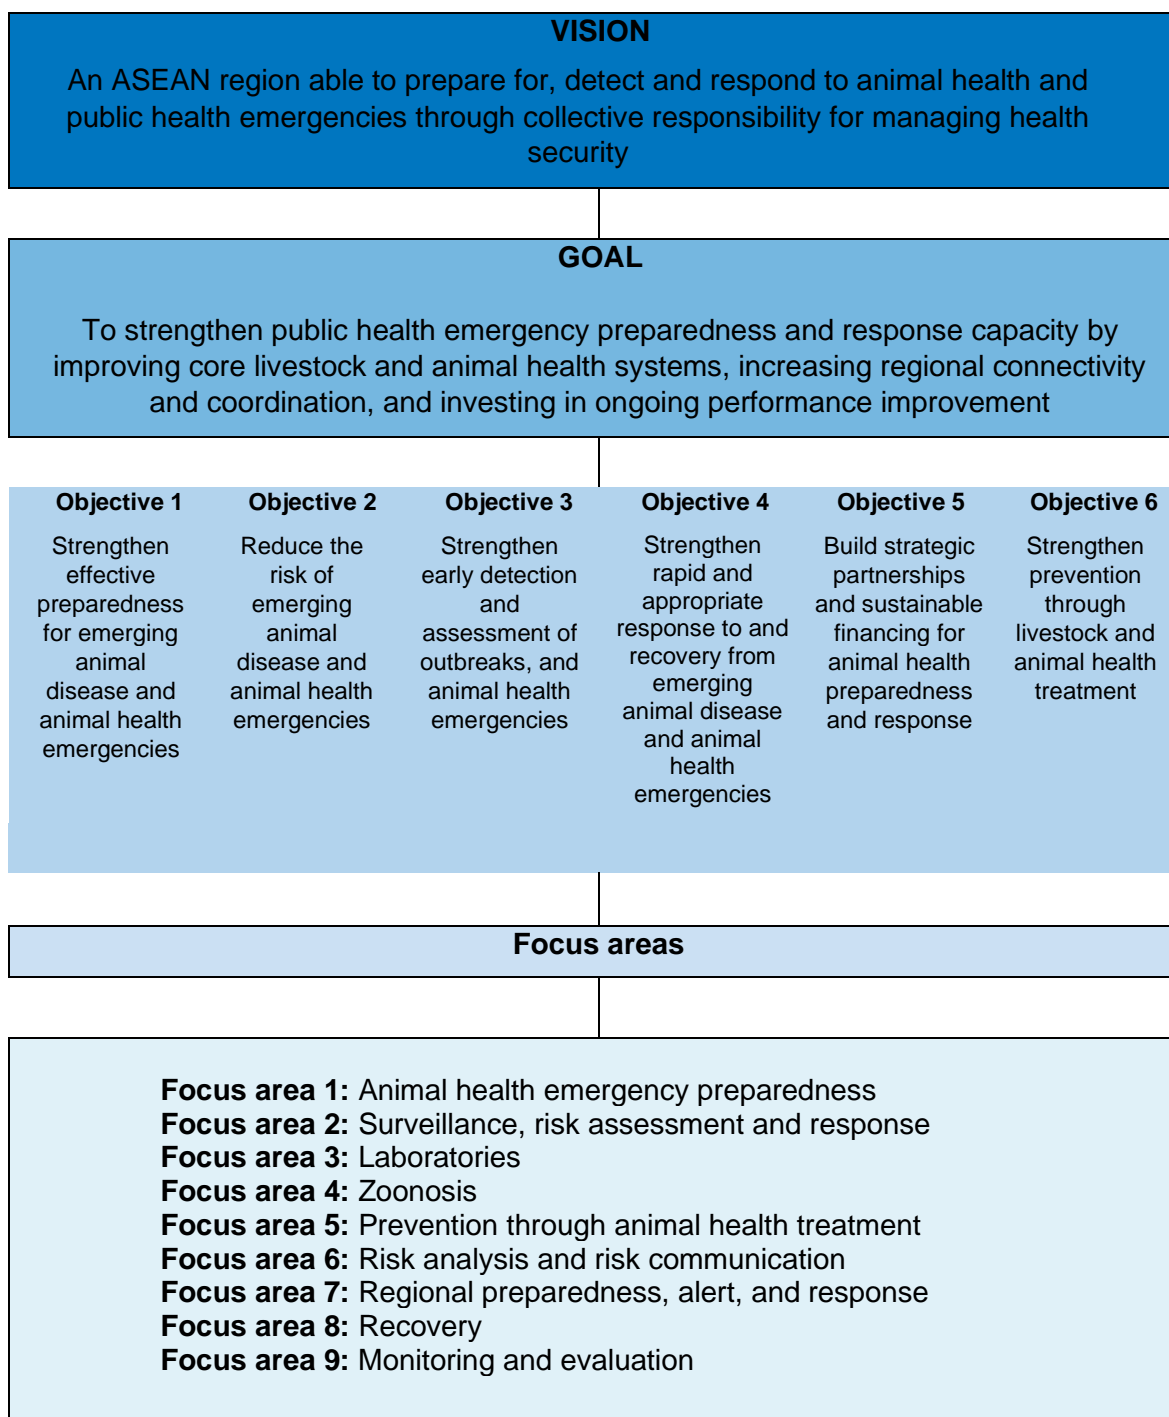 VISION
An ASEAN region able to prepare for, detect and respond to animal health and
public health emergencies through collective responsibility for managing health
security
GOAL
To strengthen public health emergency preparedness and response capacity by
improving core livestock and animal health systems, increasing regional connectivity
and coordination, and investing in ongoing performance improvement
Objective 1
Strengthen
effective
preparedness
for emerging
animal
disease and
animal health
emergencies
Objective 2
Reduce the
risk of
emerging
animal
disease and
animal health
emergencies
Objective 3
Strengthen
early detection
and
assessment of
outbreaks, and
animal health
emergencies
Objective 4
Strengthen
rapid and
appropriate
response to and
recovery from
emerging
animal disease
and animal
health
emergencies
Objective 5
Build strategic
partnerships
and sustainable
financing for
animal health
preparedness
and response
Objective 6
Strengthen
prevention
through
livestock and
animal health
treatment
Focus areas
Focus area 1: Animal health emergency preparedness
Focus area 2: Surveillance, risk assessment and response
Focus area 3: Laboratories
Focus area 4: Zoonosis
Focus area 5: Prevention through animal health treatment
Focus area 6: Risk analysis and risk communication
Focus area 7: Regional preparedness, alert, and response
Focus area 8: Recovery
Focus area 9: Monitoring and evaluation